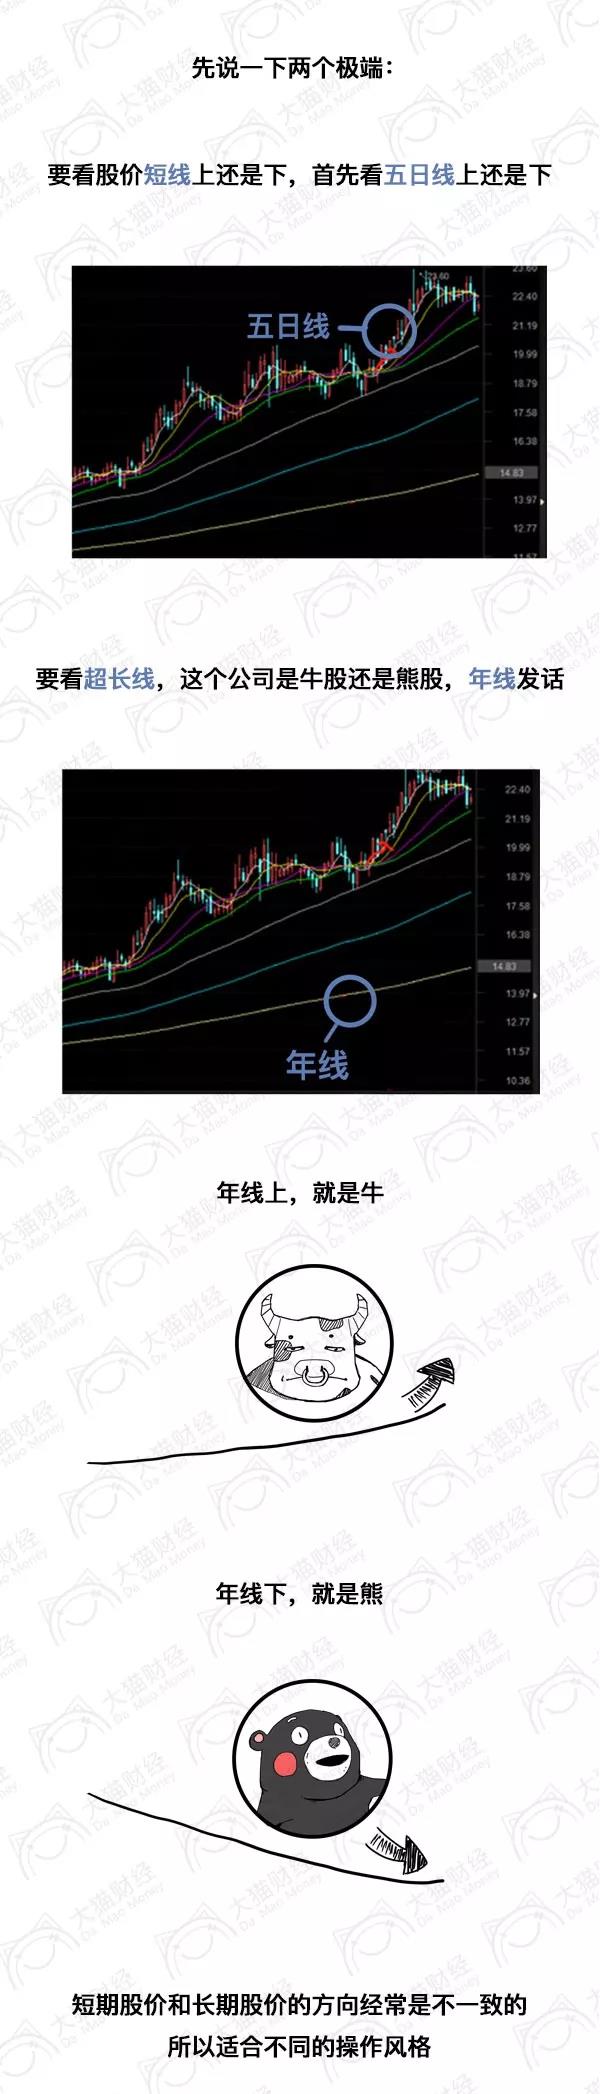 先说一下两个极端：
要看股价短线上还是下，首先看五日线上还是下
23.60
23.60
22.40
五日线
21.19
19.99
18.79
17.58
16.38
14.83
13.97
12.77
11.57
要看超长线，这个公司是牛股还是熊股，年线发话
22.40
21.19
19.99
18.79
17.58
16.38
14.83
13.97
12.77
年线
11.57
10.36
年线上，就是牛
年线下，就是熊
短期股价和长期股价的方向经常是不一致的
所以适合不同的操作风格
大猫财经
Da Mao Money